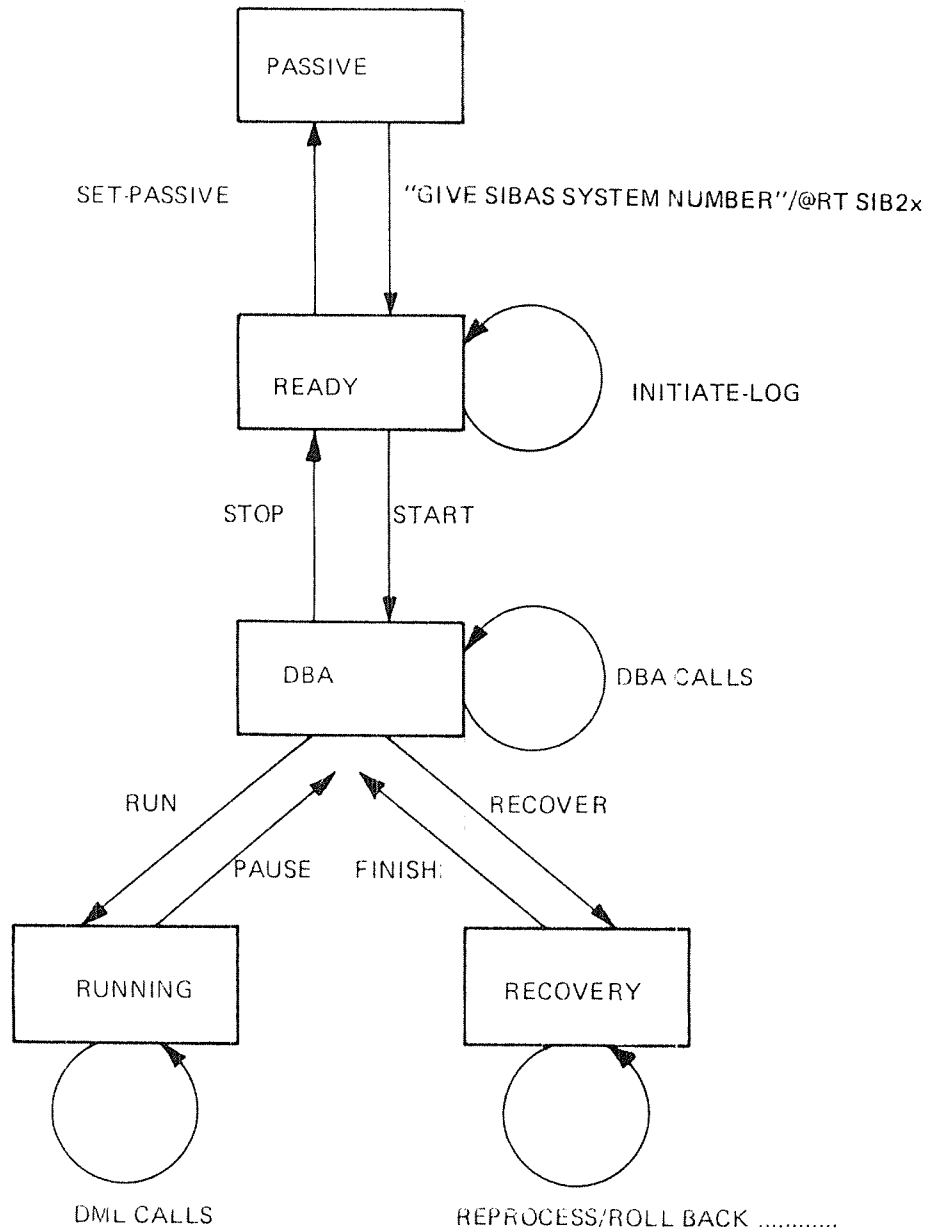 PASSIVE
SET-PASSIVE
"GIVE SIBAS SYSTEM NUMBER"/@RT SIB2x
READY
INITIATE-LOG
STOP
START
DBA
DBA CALLS
RUN
RECOVER
PAUSE
FINISH:
RUNNING
RECOVERY
DML CALLS
REPROCESS/ROLL BACK ............